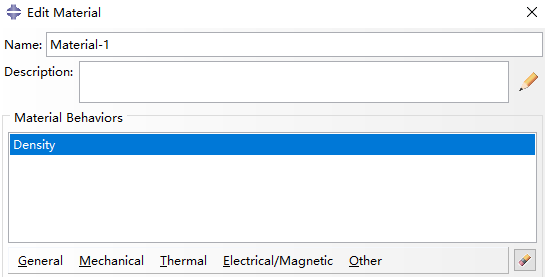 Edit Material
Name: Material-1
Description:
Material Behaviors
Density
General Mechanical Thermal Electrical/Magnetic Other